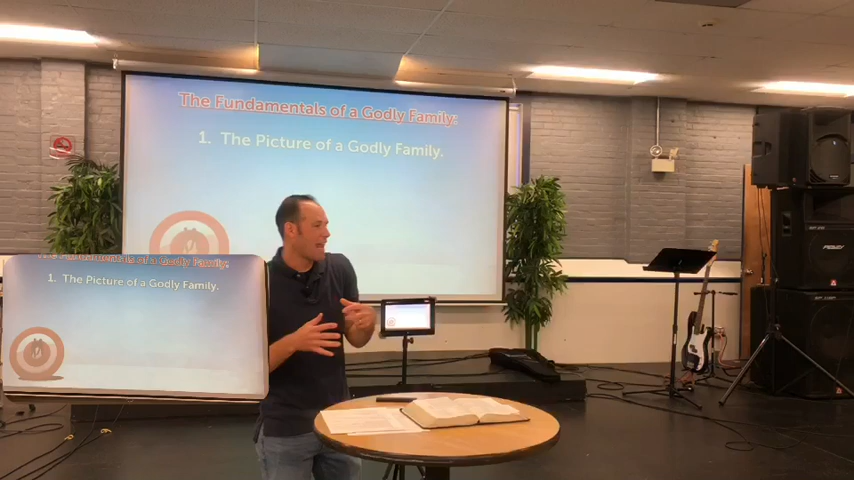 The Fundamentals of a Godly Family:
1. The Picture of a Godly Family.
The Fundamentals of a Godly Family:
1. The Picture of a Godly Family.
PEAVEY